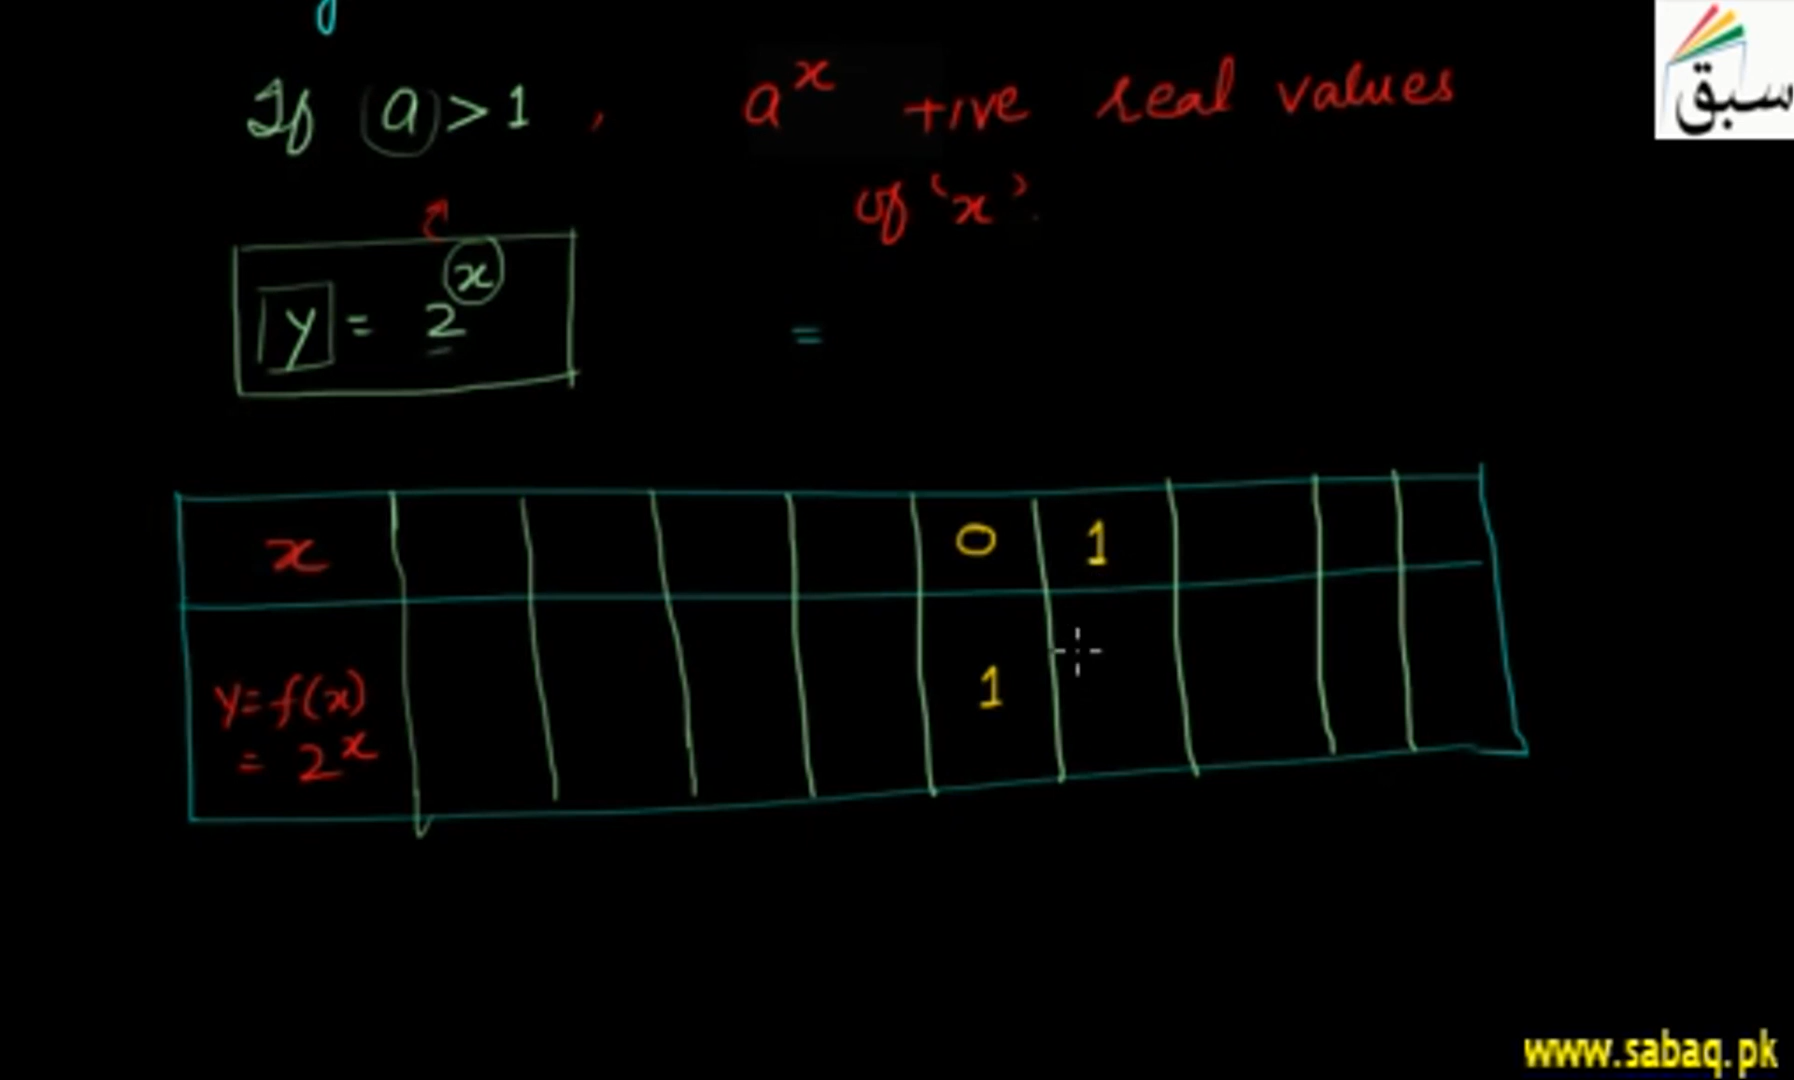 If a > 1 , a^x +ive real values
of 'x'
y = 2^x =
x 0 1
y = f(x) 1
= 2^x
سبق
www.sabaq.pk